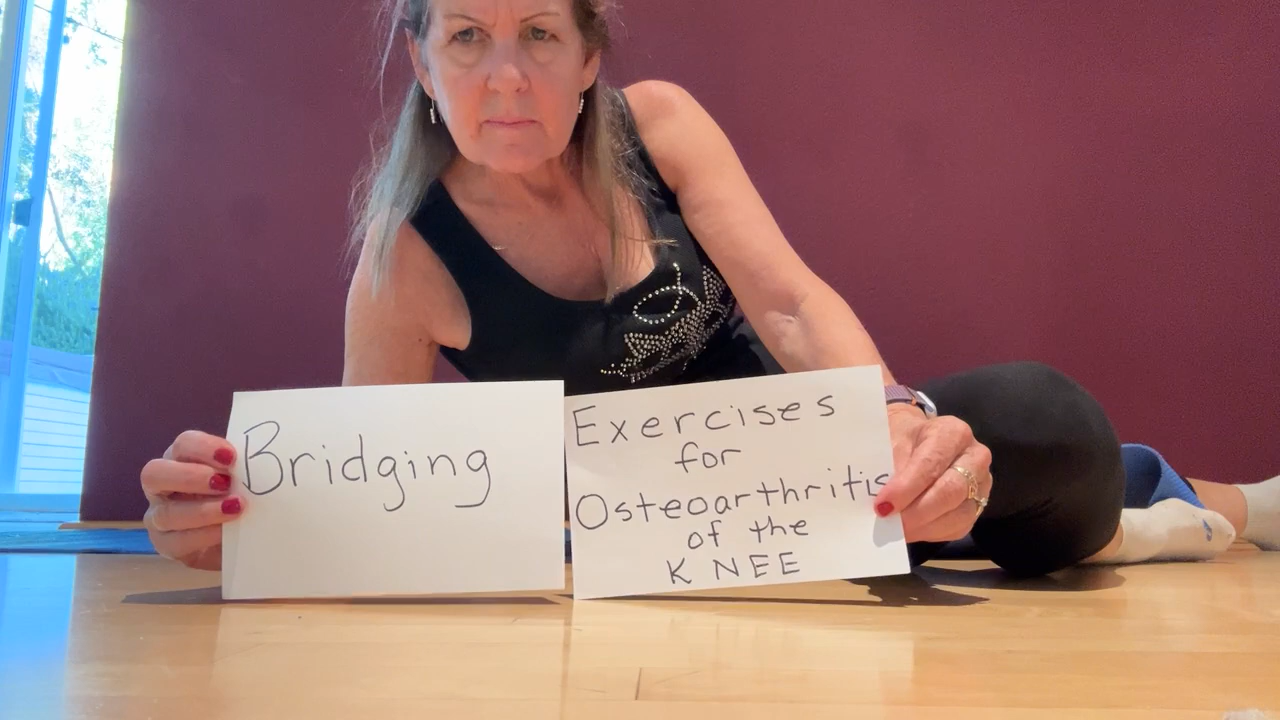 Bridging
Exercises
for
Osteoarthritis
of the
KNEE